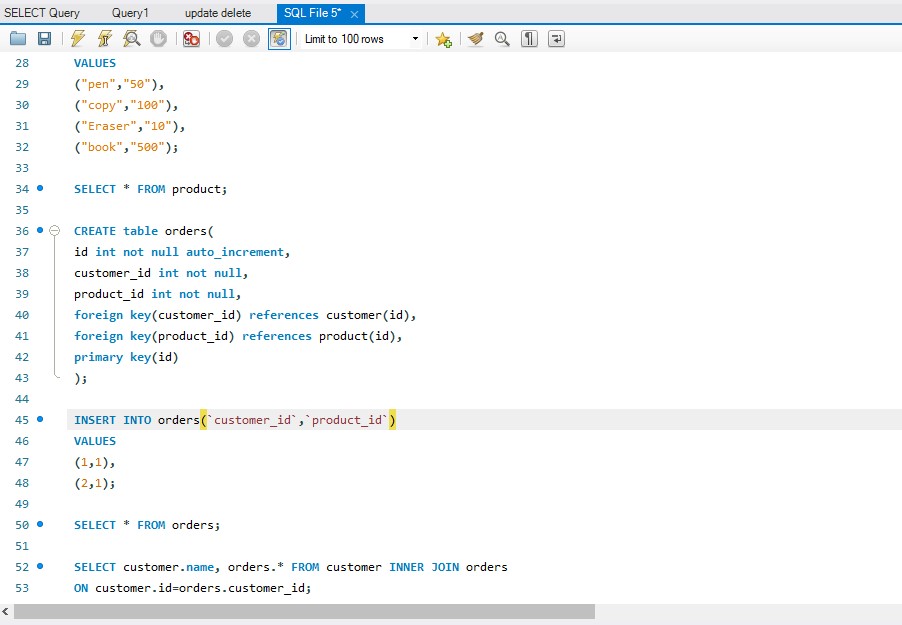 SELECT Query Query1 update delete SQL File 5*
Limit to 100 rows
28 VALUES
29 ("pen","50"),
30 ("copy","100"),
31 ("Eraser","10"),
32 ("book","500");
33
34 SELECT * FROM product;
35
36 CREATE table orders(
37 id int not null auto_increment,
38 customer_id int not null,
39 product_id int not null,
40 foreign key(customer_id) references customer(id),
41 foreign key(product_id) references product(id),
42 primary key(id)
43 );
44
45 INSERT INTO orders(`customer_id`,`product_id`)
46 VALUES
47 (1,1),
48 (2,1);
49
50 SELECT * FROM orders;
51
52 SELECT customer.name, orders.* FROM customer INNER JOIN orders
53 ON customer.id=orders.customer_id;